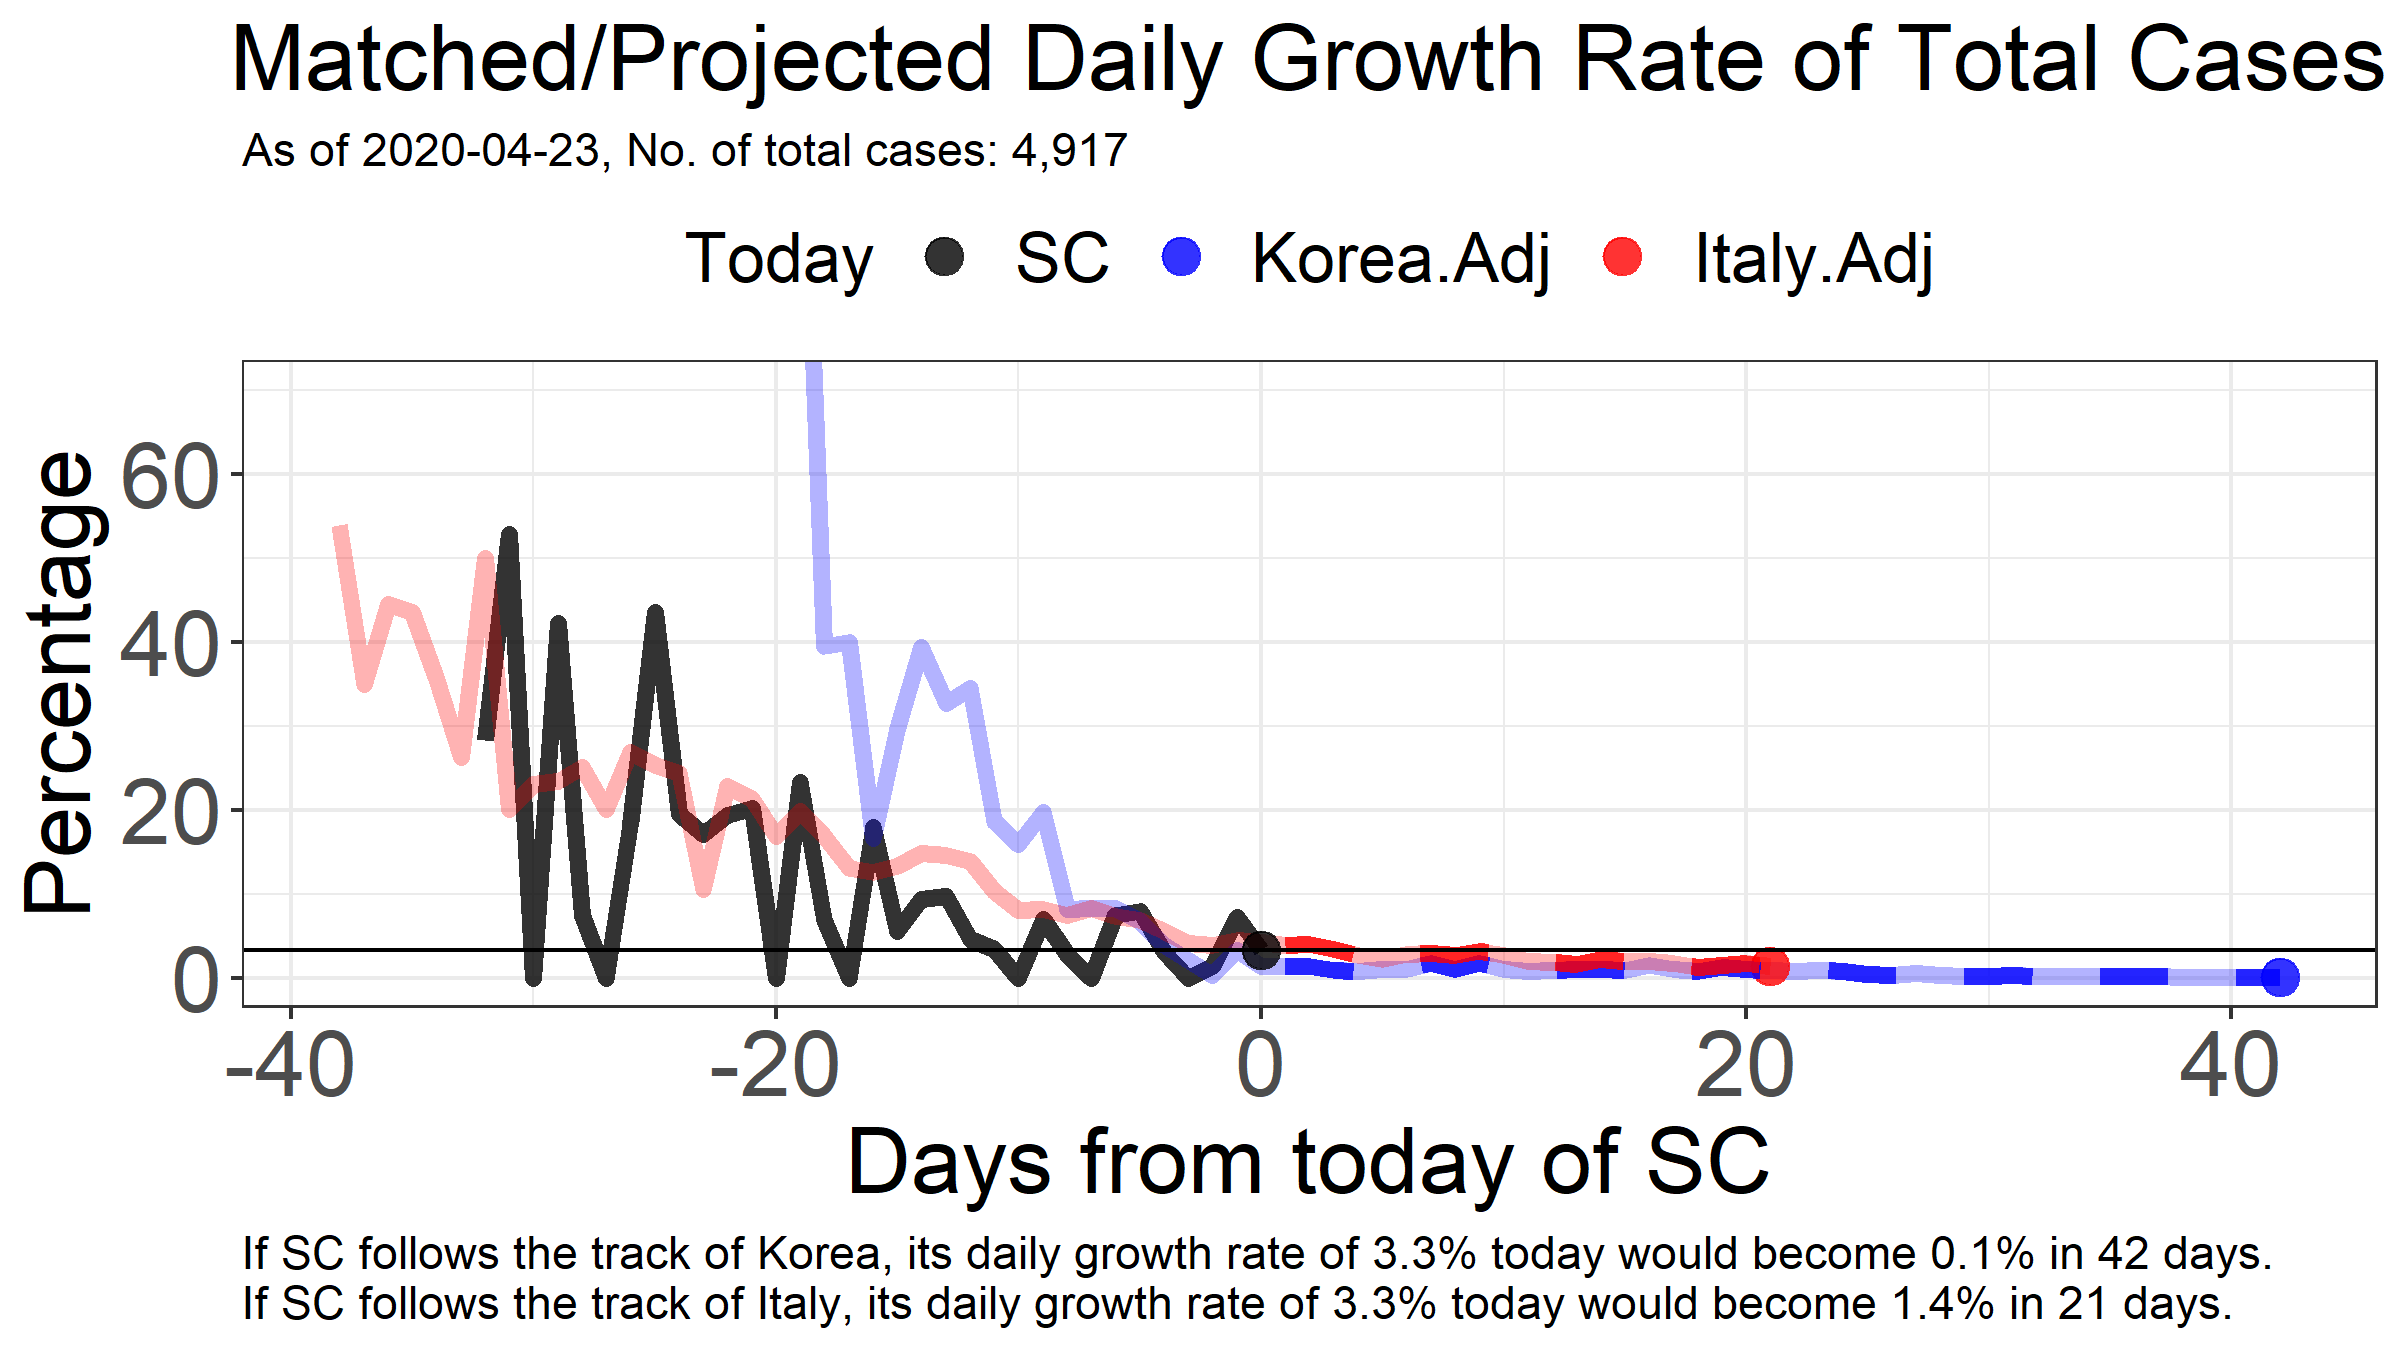 Matched/Projected Daily Growth Rate of Total Cases
As of 2020-04-23, No. of total cases: 4,917
Today SC Korea.Adj Italy.Adj
Percentage
60
40
20
0
-40 -20 0 20 40
Days from today of SC
If SC follows the track of Korea, its daily growth rate of 3.3% today would become 0.1% in 42 days.
If SC follows the track of Italy, its daily growth rate of 3.3% today would become 1.4% in 21 days.